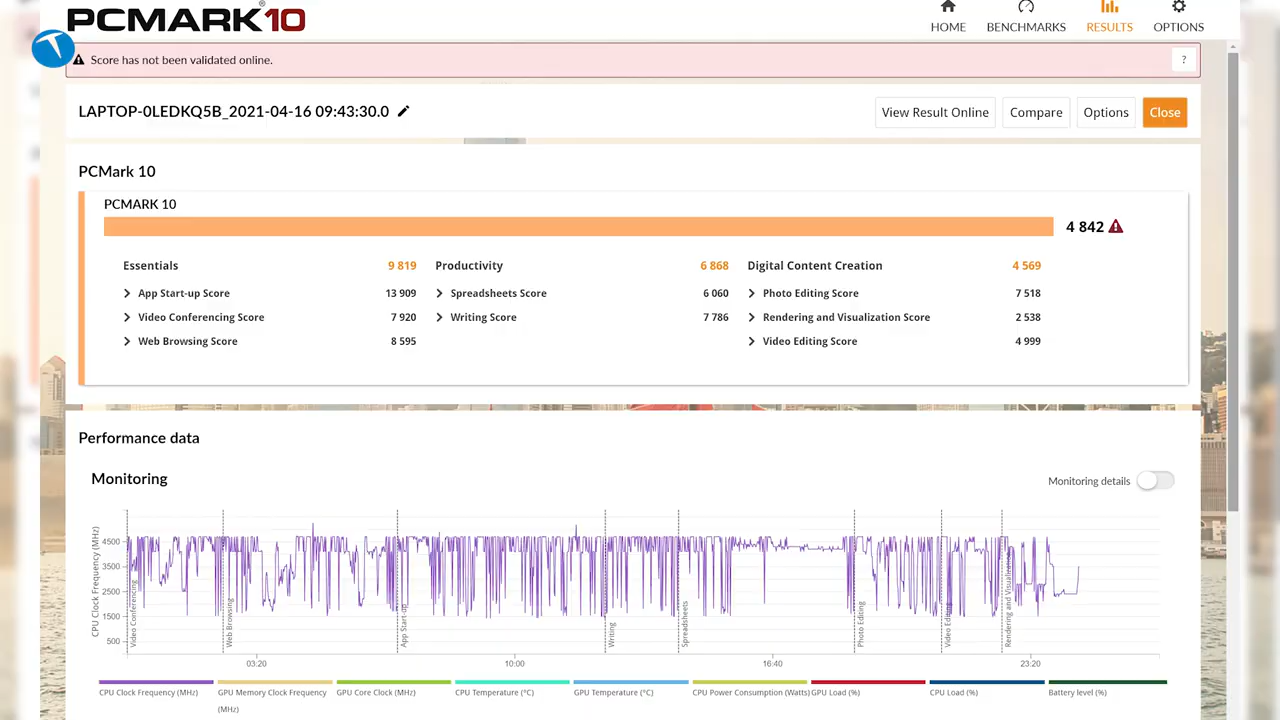 PCMARK®10
HOME
BENCHMARKS
RESULTS
OPTIONS
T
Score has not been validated online.
?
LAPTOP-0LEDKQ5B_2021-04-16 09:43:30.0
View Result Online
Compare
Options
Close
PCMark 10
PCMARK 10
4 842
Essentials 9 819
App Start-up Score 13 909
Video Conferencing Score 7 920
Web Browsing Score 8 595
Productivity 6 868
Spreadsheets Score 6 060
Writing Score 7 786
Digital Content Creation 4 569
Photo Editing Score 7 518
Rendering and Visualization Score 2 538
Video Editing Score 4 999
Performance data
Monitoring
Monitoring details
CPU Clock Frequency (MHz)
4500
3500
2500
1500
500
Video Conferencing
Web Browsing
App Start-up
Writing
Spreadsheets
Photo Editing
Video Editing
Rendering and Visualization
03:20
10:00
16:40
23:20
CPU Clock Frequency (MHz)
GPU Memory Clock Frequency
(MHz)
GPU Core Clock (MHz)
CPU Temperature (°C)
GPU Temperature (°C)
CPU Power Consumption (Watts)
GPU Load (%)
CPU Load (%)
Battery level (%)